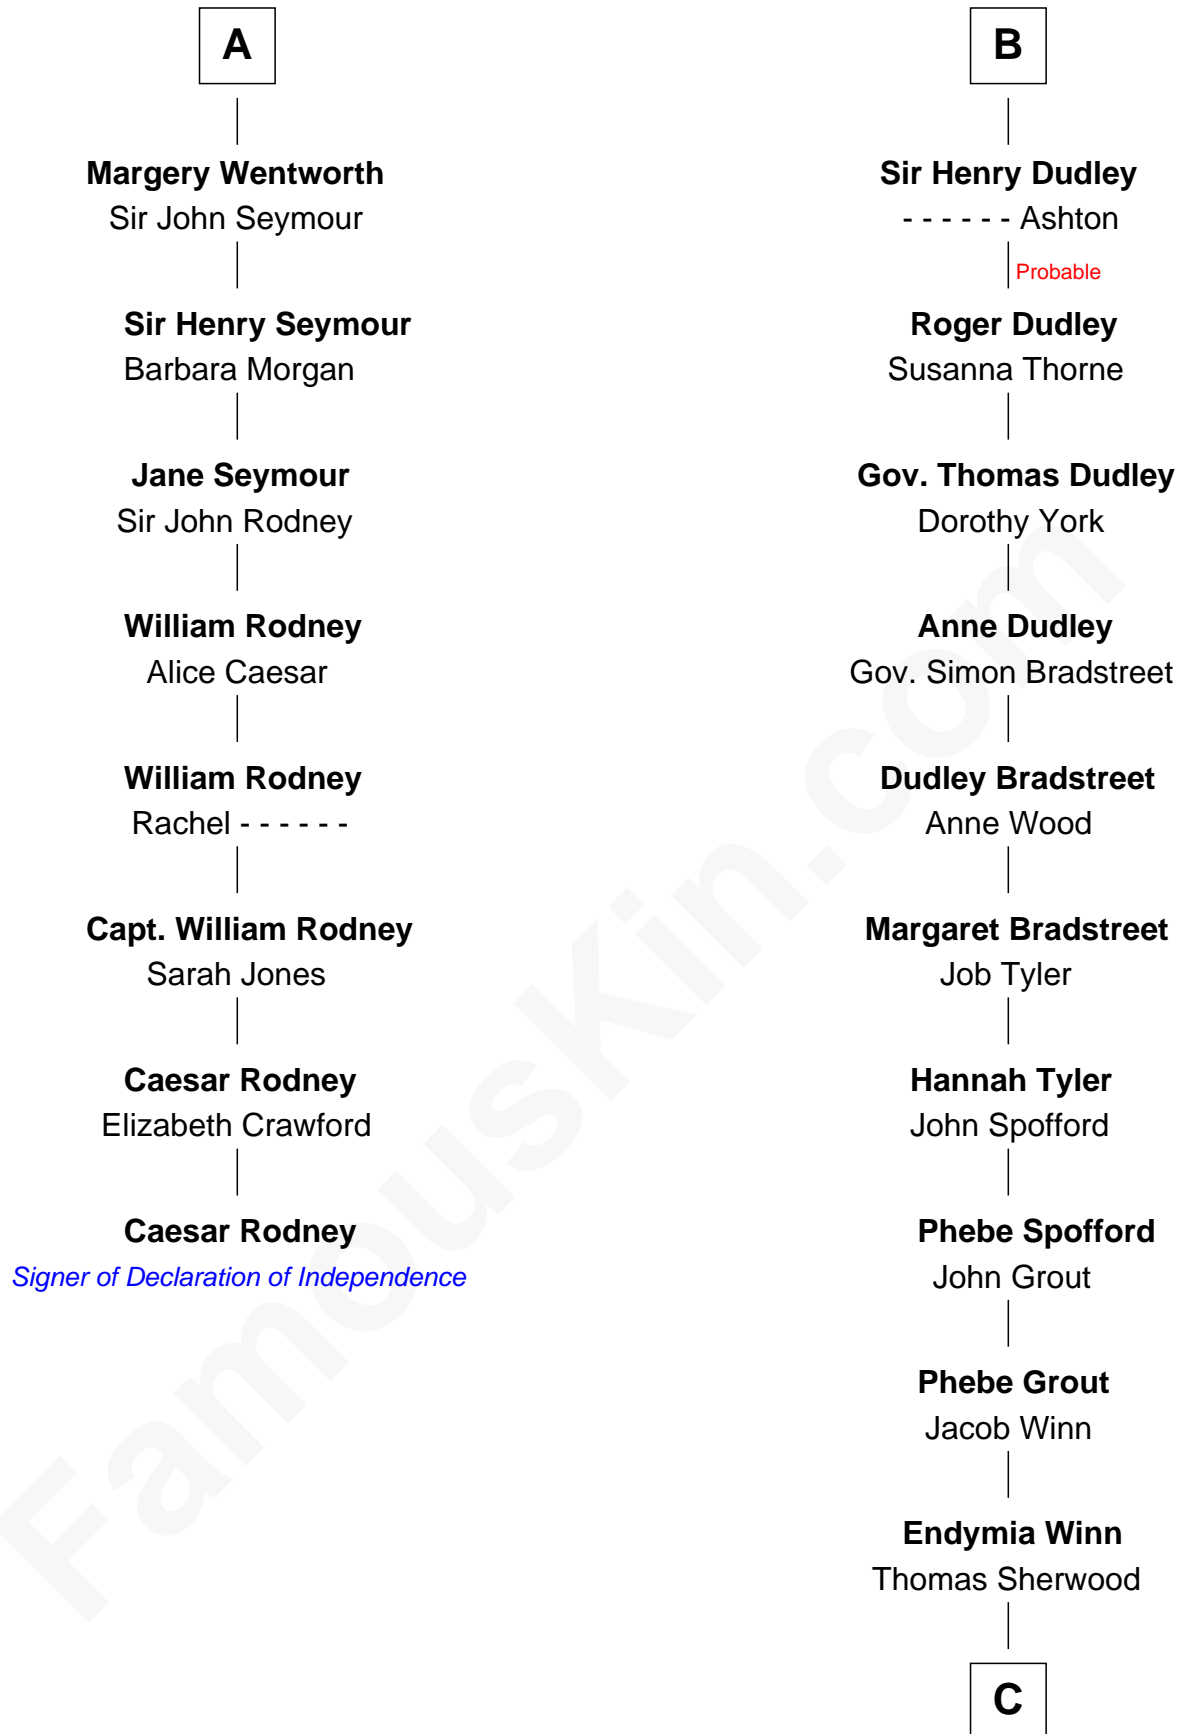 A
Margery Wentworth
Sir John Seymour
Sir Henry Seymour
Barbara Morgan
Jane Seymour
Sir John Rodney
William Rodney
Alice Caesar
William Rodney
Rachel - - - - - -
Capt. William Rodney
Sarah Jones
Caesar Rodney
Elizabeth Crawford
Caesar Rodney
Signer of Declaration of Independence
B
Sir Henry Dudley
- - - - - - Ashton
Probable
Roger Dudley
Susanna Thorne
Gov. Thomas Dudley
Dorothy York
Anne Dudley
Gov. Simon Bradstreet
Dudley Bradstreet
Anne Wood
Margaret Bradstreet
Job Tyler
Hannah Tyler
John Spofford
Phebe Spofford
John Grout
Phebe Grout
Jacob Winn
Endymia Winn
Thomas Sherwood
C
FamousKin.com